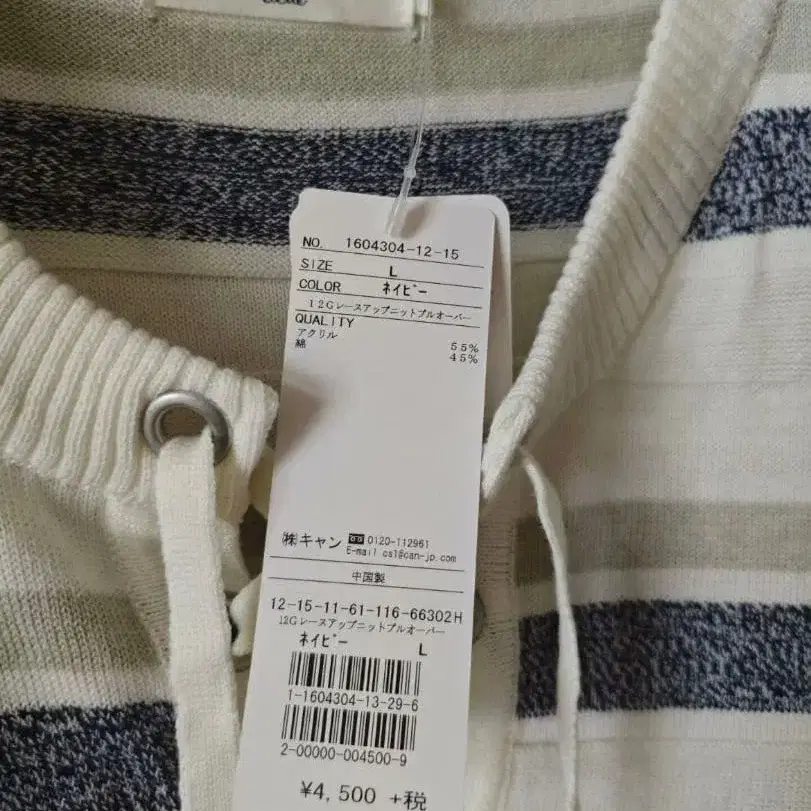 NO. 1604304-12-15
SIZE L
COLOR ネイビー
12Gレースアップニットプルオーバー
QUALITY
アクリル 55%
綿 45%
(株)キャン 0120-112961
E-mail cs1@can-jp.com
中国製
12-15-11-61-116-66302H
12Gレースアップニットプルオーバー
ネイビー L
1-1604304-13-29-6
2-00000-004500-9
¥4,500 +税